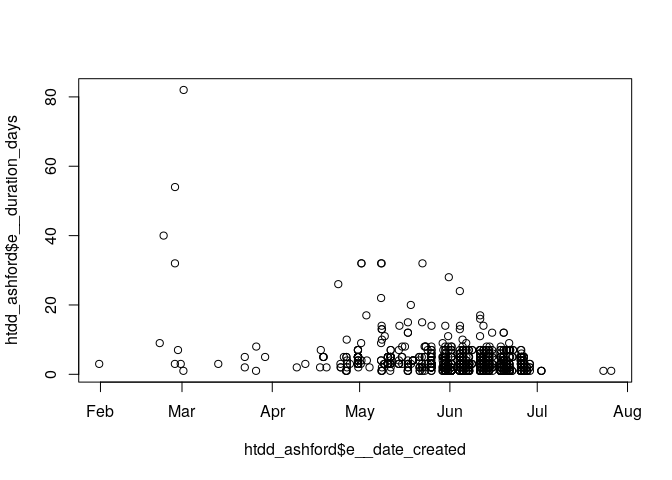 htdd_ashford$e__duration_days
80
60
40
20
0
Feb Mar Apr May Jun Jul Aug
htdd_ashford$e__date_created